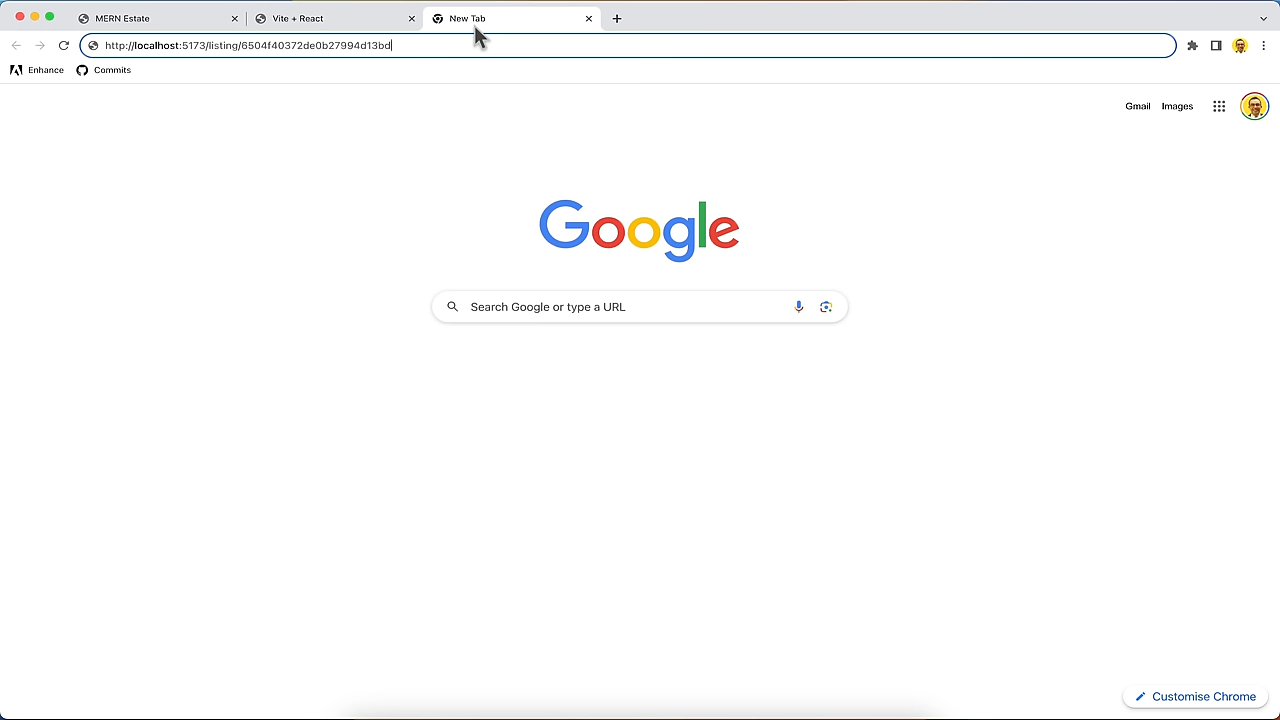 MERN Estate
Vite + React
New Tab
http://localhost:5173/listing/6504f40372de0b27994d13bd
Enhance
Commits
Gmail
Images
Google
Search Google or type a URL
Customise Chrome